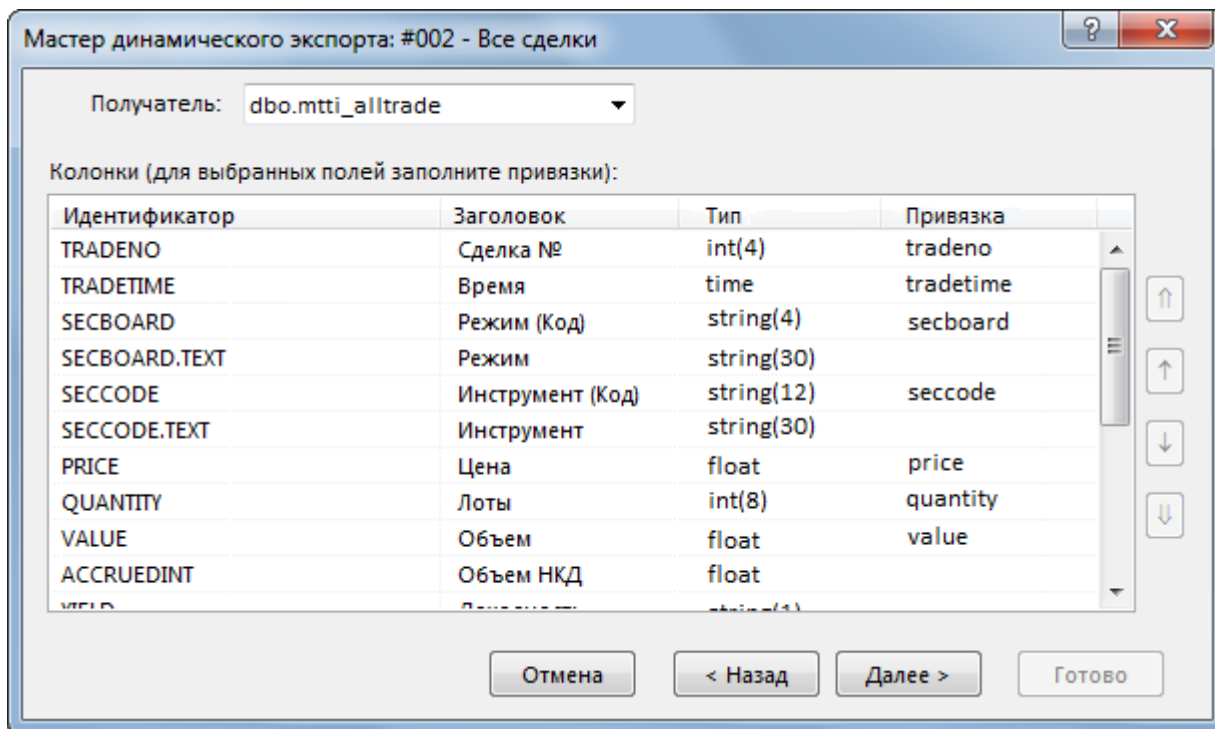 Мастер динамического экспорта: #002 - Все сделки
Получатель: dbo.mtti_alltrade
Колонки (для выбранных полей заполните привязки):
Идентификатор Заголовок Тип Привязка
TRADENO Сделка № int(4) tradeno
TRADETIME Время time tradetime
SECBOARD Режим (Код) string(4) secboard
SECBOARD.TEXT Режим string(30)
SECCODE Инструмент (Код) string(12) seccode
SECCODE.TEXT Инструмент string(30)
PRICE Цена float price
QUANTITY Лоты int(8) quantity
VALUE Объем float value
ACCRUEDINT Объем НКД float
Отмена < Назад Далее > Готово